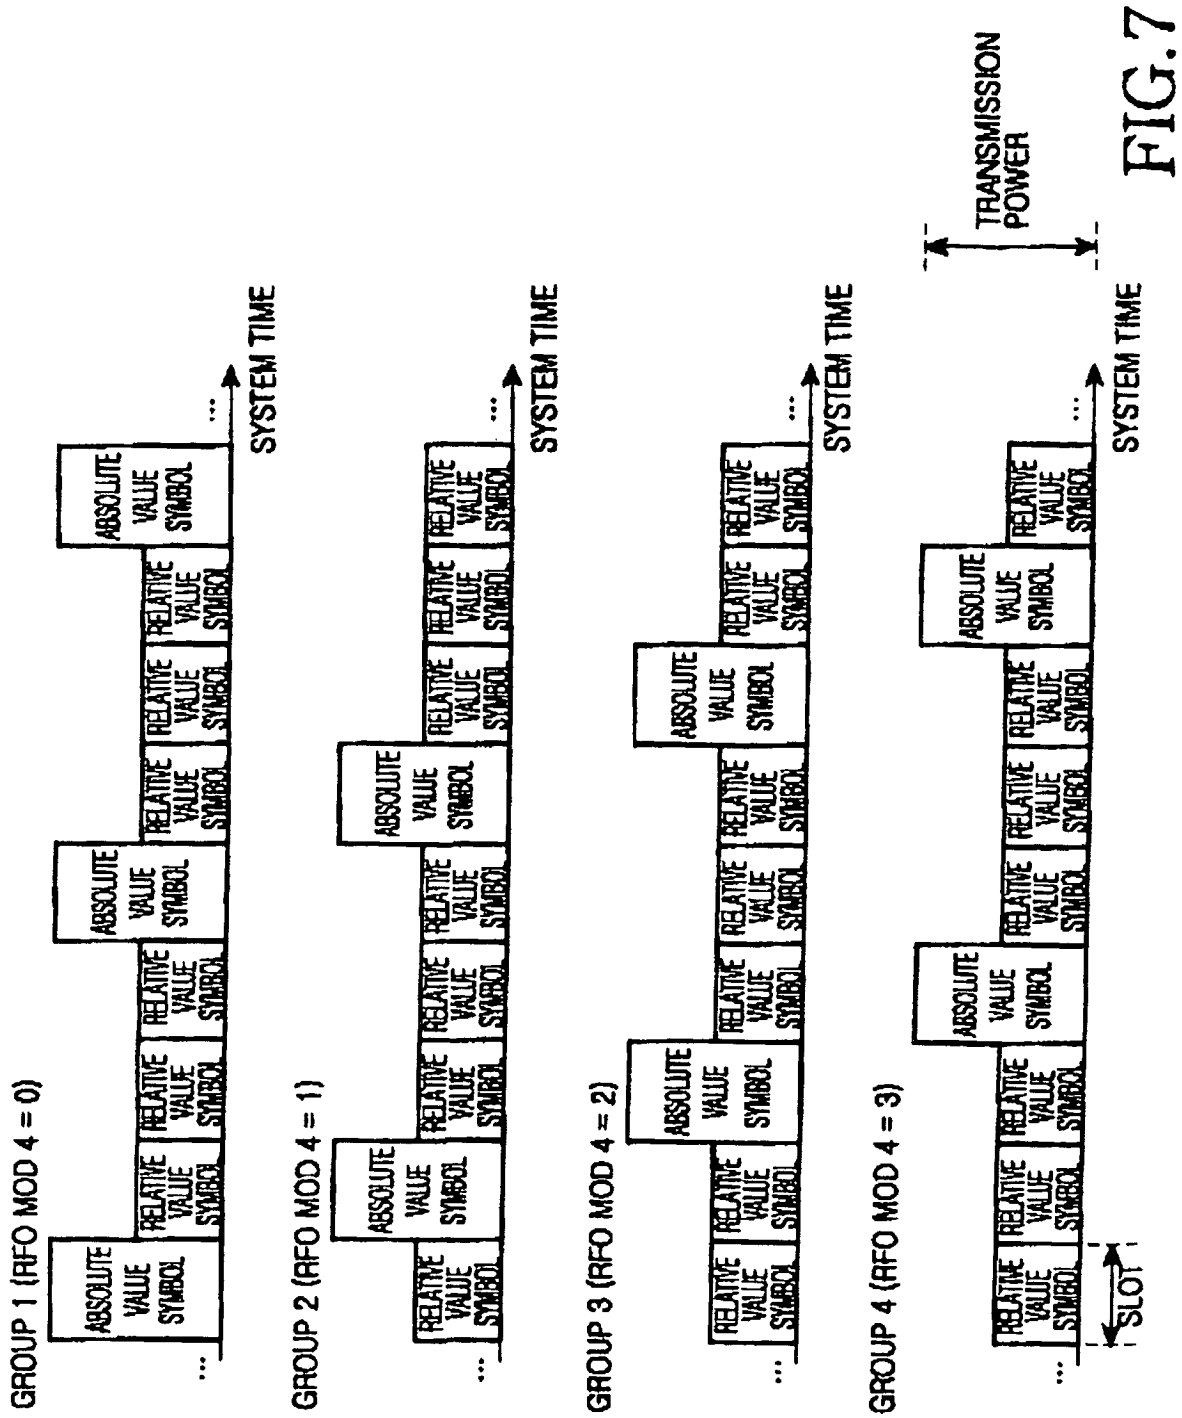 GROUP 1 (RFO MOD 4 = 0)
...
ABSOLUTE
VALUE
SYMBOL
RELATIVE
VALUE
SYMBOL
RELATIVE
VALUE
SYMBOL
RELATIVE
VALUE
SYMBOL
ABSOLUTE
VALUE
SYMBOL
RELATIVE
VALUE
SYMBOL
RELATIVE
VALUE
SYMBOL
RELATIVE
VALUE
SYMBOL
ABSOLUTE
VALUE
SYMBOL
...
SYSTEM TIME
GROUP 2 (RFO MOD 4 = 1)
...
RELATIVE
VALUE
SYMBOL
ABSOLUTE
VALUE
SYMBOL
RELATIVE
VALUE
SYMBOL
RELATIVE
VALUE
SYMBOL
RELATIVE
VALUE
SYMBOL
ABSOLUTE
VALUE
SYMBOL
RELATIVE
VALUE
SYMBOL
RELATIVE
VALUE
SYMBOL
RELATIVE
VALUE
SYMBOL
...
SYSTEM TIME
GROUP 3 (RFO MOD 4 = 2)
...
RELATIVE
VALUE
SYMBOL
RELATIVE
VALUE
SYMBOL
ABSOLUTE
VALUE
SYMBOL
RELATIVE
VALUE
SYMBOL
RELATIVE
VALUE
SYMBOL
RELATIVE
VALUE
SYMBOL
ABSOLUTE
VALUE
SYMBOL
RELATIVE
VALUE
SYMBOL
RELATIVE
VALUE
SYMBOL
...
SYSTEM TIME
GROUP 4 (RFO MOD 4 = 3)
...
RELATIVE
VALUE
SYMBOL
RELATIVE
VALUE
SYMBOL
RELATIVE
VALUE
SYMBOL
ABSOLUTE
VALUE
SYMBOL
RELATIVE
VALUE
SYMBOL
RELATIVE
VALUE
SYMBOL
RELATIVE
VALUE
SYMBOL
ABSOLUTE
VALUE
SYMBOL
RELATIVE
VALUE
SYMBOL
...
SYSTEM TIME
TRANSMISSION
POWER
SLOT
FIG.7